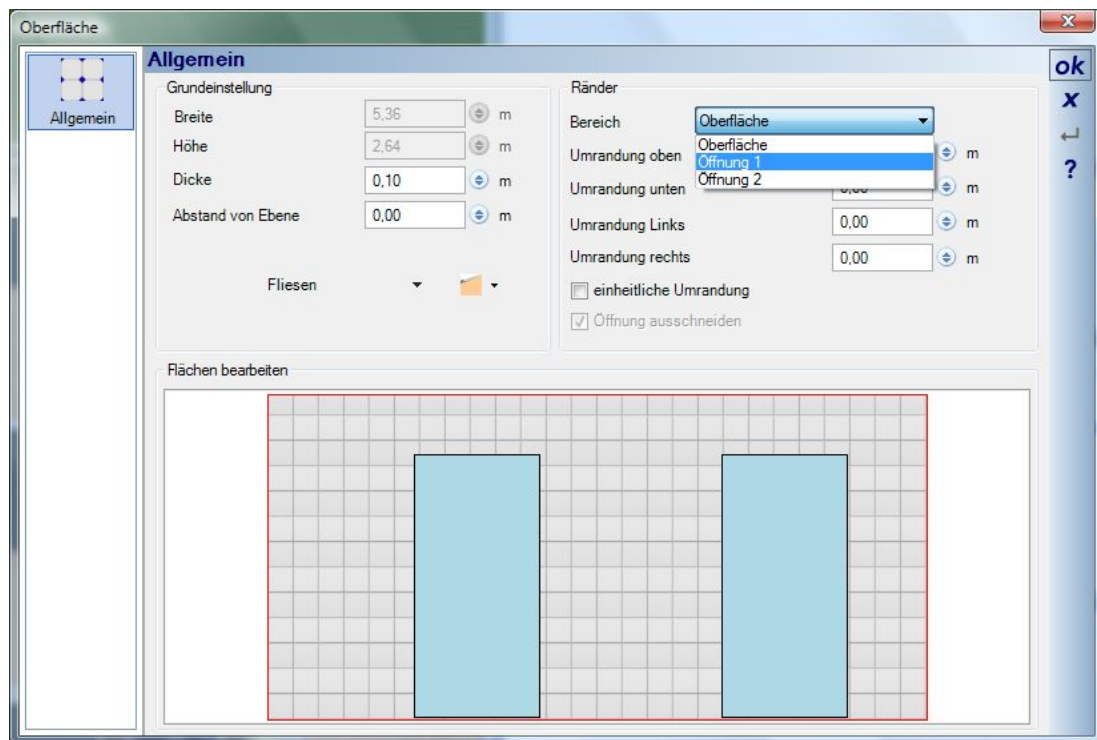 Oberfläche
Allgemein
Allgemein
ok
x
?
Grundeinstellung
Breite 5,36 m
Höhe 2,64 m
Dicke 0,10 m
Abstand von Ebene 0,00 m
Fliesen
Ränder
Bereich Oberfläche
Oberfläche
Öffnung 1
Öffnung 2
Umrandung oben m
Umrandung unten m
Umrandung Links 0,00 m
Umrandung rechts 0,00 m
einheitliche Umrandung
Öffnung ausschneiden
Flächen bearbeiten